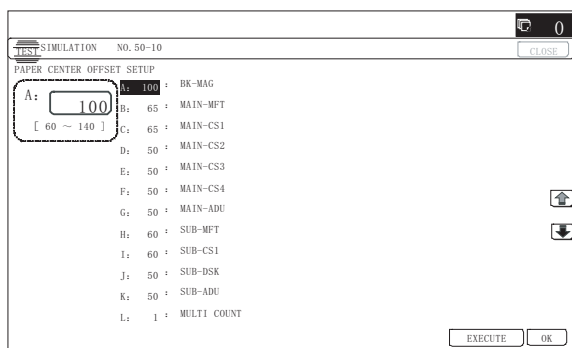 0
TEST SIMULATION NO. 50-10
CLOSE
PAPER CENTER OFFSET SETUP
A: 100
[ 60 ～ 140 ]
A: 100 : BK-MAG
B: 65 : MAIN-MFT
C: 65 : MAIN-CS1
D: 50 : MAIN-CS2
E: 50 : MAIN-CS3
F: 50 : MAIN-CS4
G: 50 : MAIN-ADU
H: 60 : SUB-MFT
I: 60 : SUB-CS1
J: 50 : SUB-DSK
K: 50 : SUB-ADU
L: 1 : MULTI COUNT
EXECUTE OK